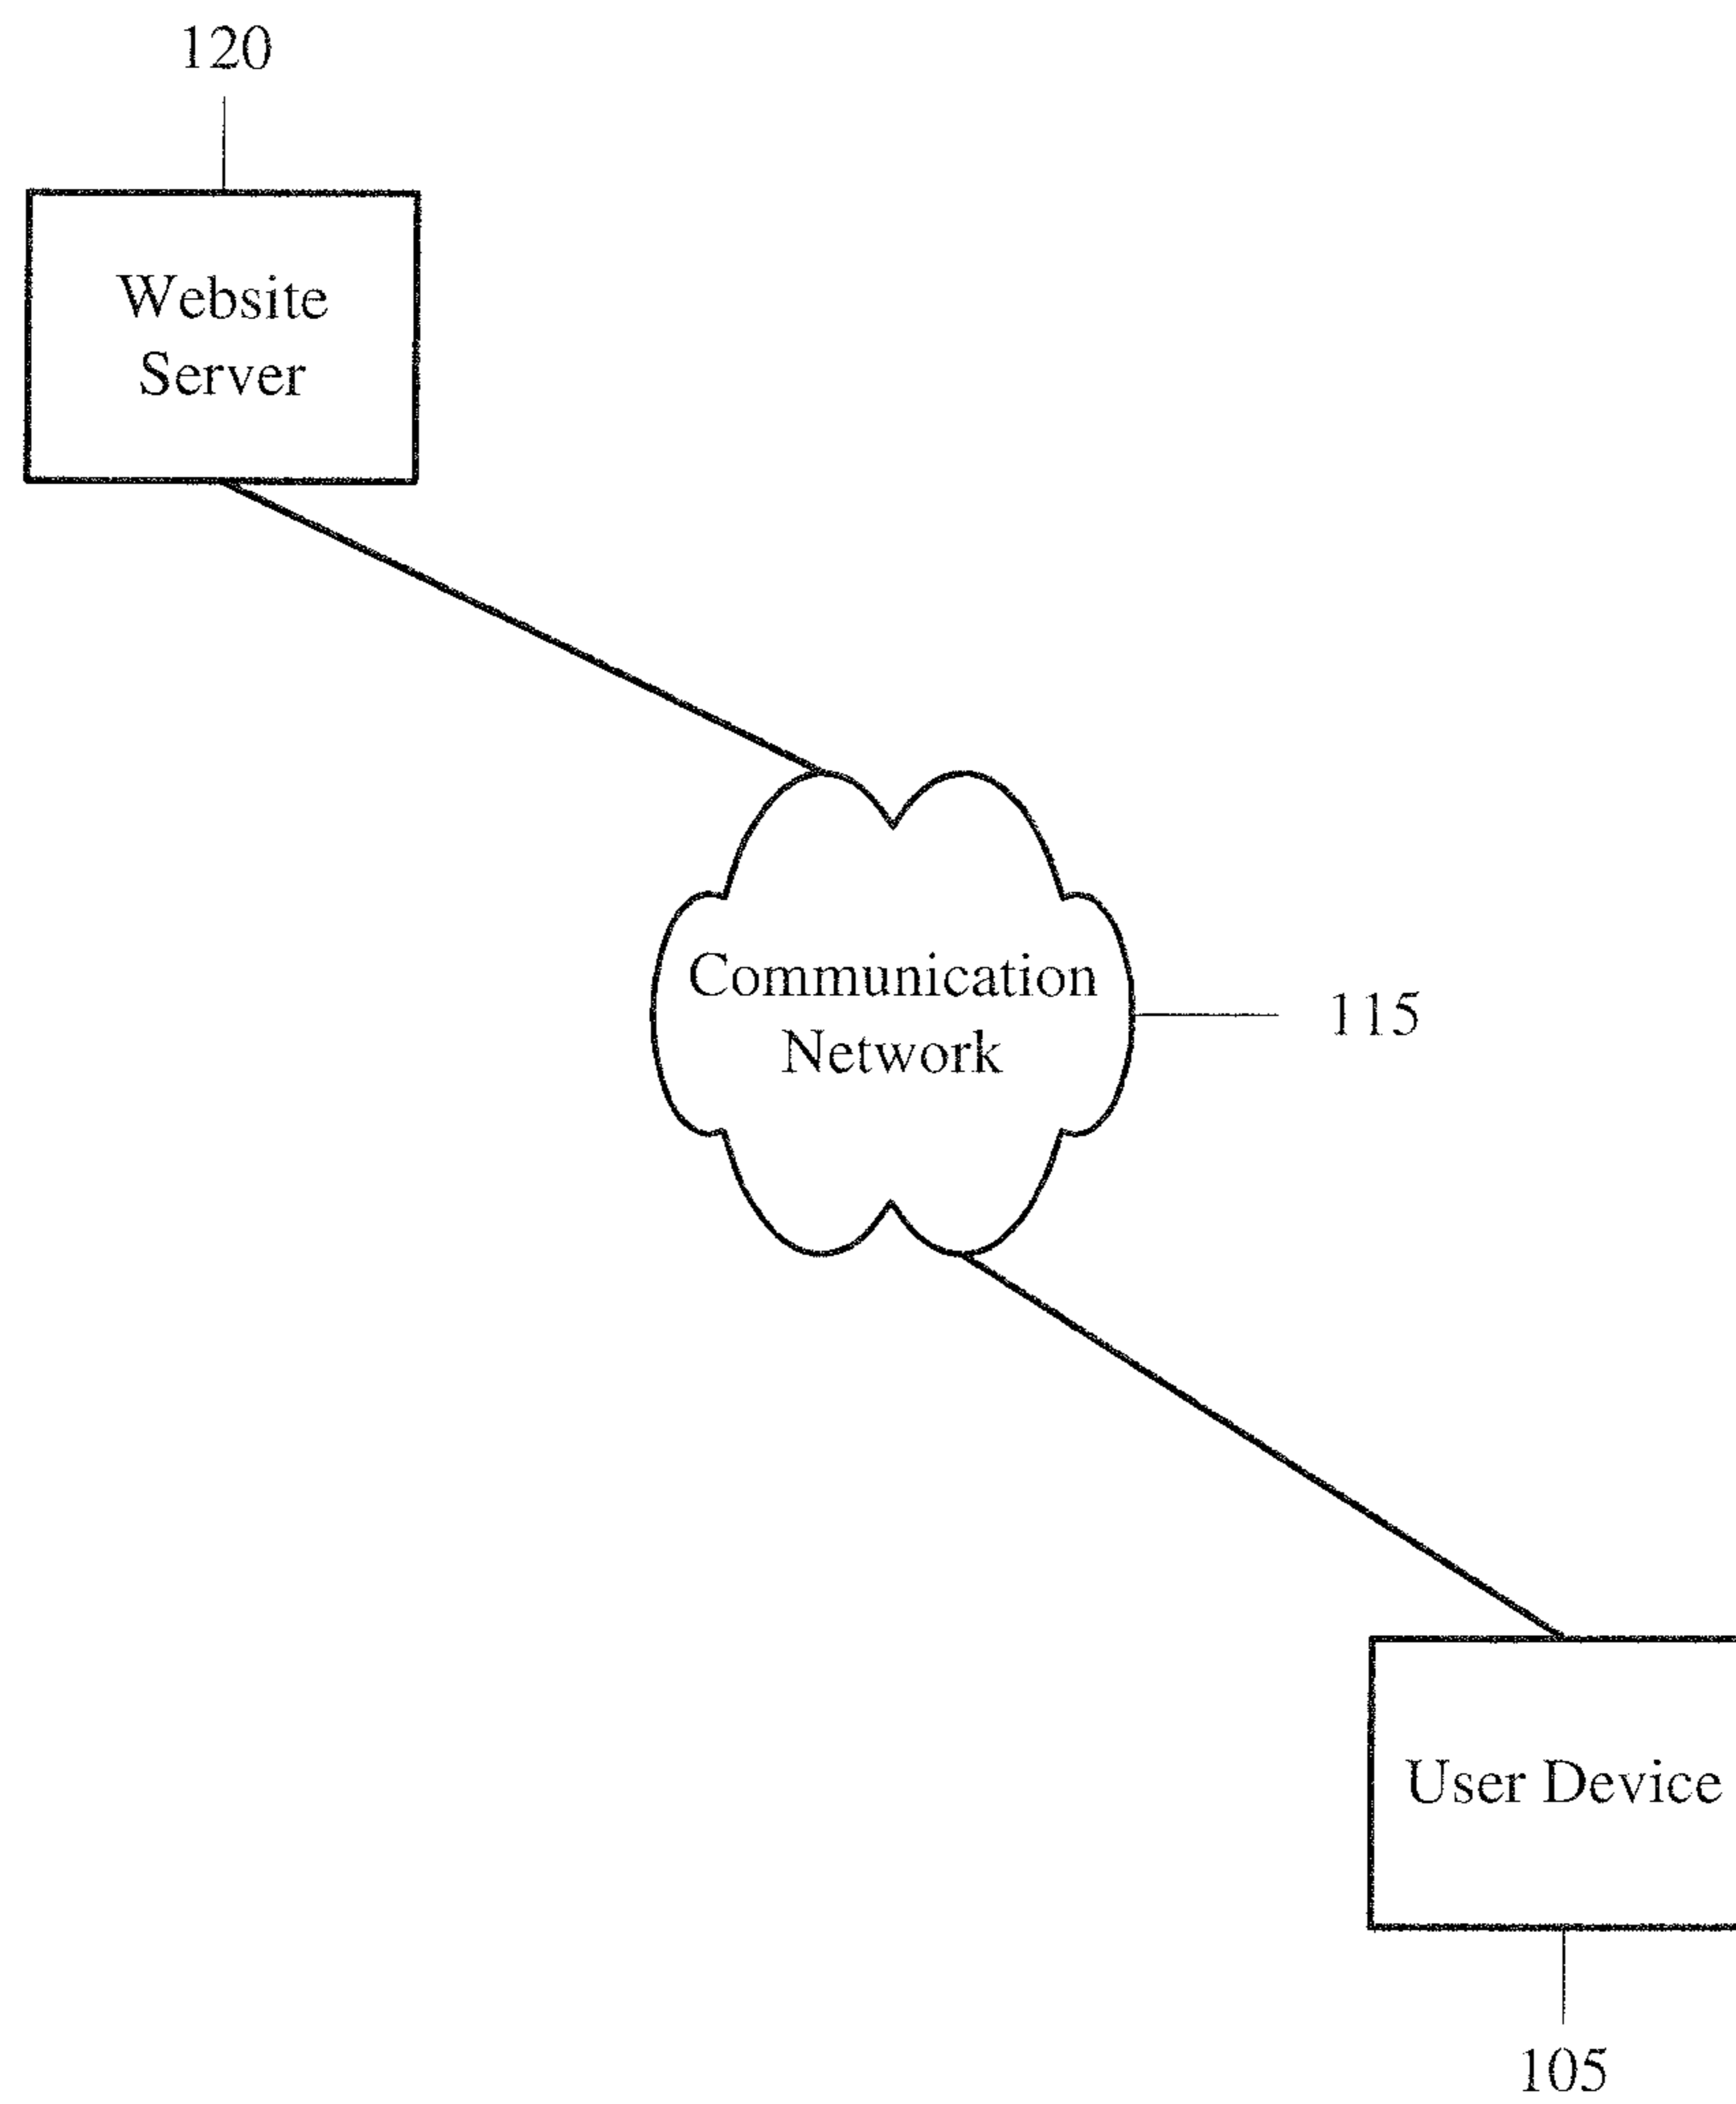 120
Website
Server
Communication
Network
115
User Device
105